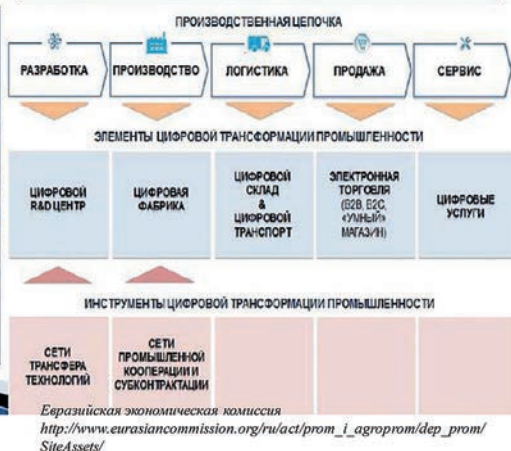 ПРОИЗВОДСТВЕННАЯ ЦЕПОЧКА
РАЗРАБОТКА
ПРОИЗВОДСТВО
ЛОГИСТИКА
ПРОДАЖА
СЕРВИС
ЭЛЕМЕНТЫ ЦИФРОВОЙ ТРАНСФОРМАЦИИ ПРОМЫШЛЕННОСТИ
ЦИФРОВОЙ
R&D ЦЕНТР
ЦИФРОВАЯ
ФАБРИКА
ЦИФРОВОЙ
СКЛАД
&
ЦИФРОВОЙ
ТРАНСПОРТ
ЭЛЕКТРОННАЯ
ТОРГОВЛЯ
(B2B, B2C,
«УМНЫЙ»
МАГАЗИН)
ЦИФРОВЫЕ
УСЛУГИ
ИНСТРУМЕНТЫ ЦИФРОВОЙ ТРАНСФОРМАЦИИ ПРОМЫШЛЕННОСТИ
СЕТИ
ТРАНСФЕРА
ТЕХНОЛОГИЙ
СЕТИ
ПРОМЫШЛЕННОЙ
КООПЕРАЦИИ И
СУБКОНТРАКТАЦИИ
Евразийская экономическая комиссия
http://www.eurasiancommission.org/ru/act/prom_i_agroprom/dep_prom/
SiteAssets/